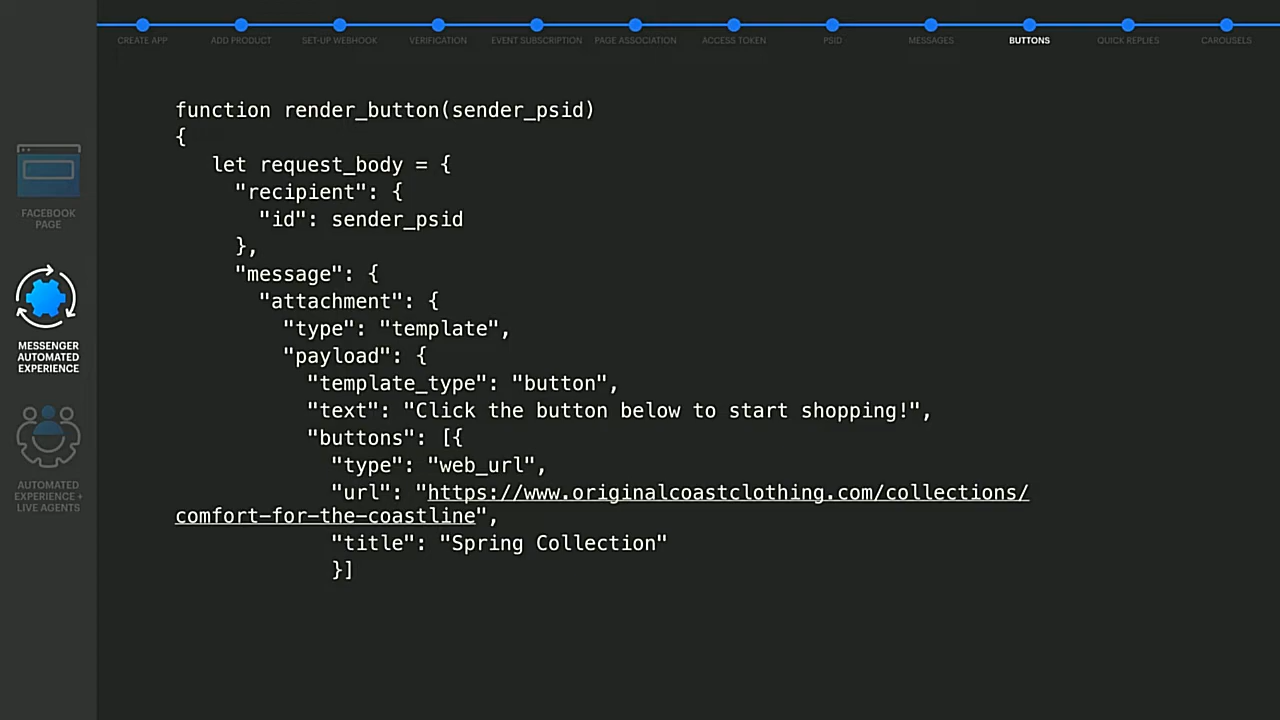 CREATE APP
ADD PRODUCT
SET-UP WEBHOOK
VERIFICATION
EVENT SUBSCRIPTION
PAGE ASSOCIATION
ACCESS TOKEN
PSID
MESSAGES
BUTTONS
QUICK REPLIES
CAROUSELS
FACEBOOK
PAGE
MESSENGER
AUTOMATED
EXPERIENCE
AUTOMATED
EXPERIENCE +
LIVE AGENTS
function render_button(sender_psid)
{
let request_body = {
"recipient": {
"id": sender_psid
},
"message": {
"attachment": {
"type": "template",
"payload": {
"template_type": "button",
"text": "Click the button below to start shopping!",
"buttons": [{
"type": "web_url",
"url": "https://www.originalcoastclothing.com/collections/
comfort-for-the-coastline",
"title": "Spring Collection"
}]